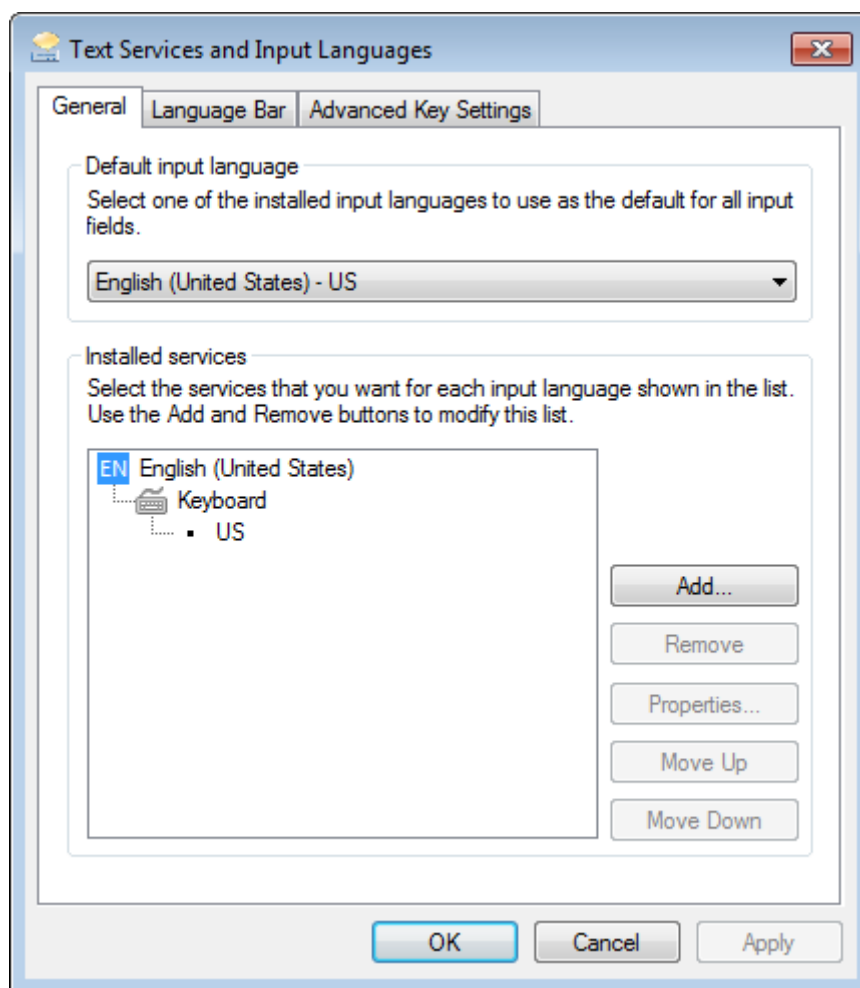 Text Services and Input Languages
General
Language Bar
Advanced Key Settings
Default input language
Select one of the installed input languages to use as the default for all input
fields.
English (United States) - US
Installed services
Select the services that you want for each input language shown in the list.
Use the Add and Remove buttons to modify this list.
EN English (United States)
Keyboard
US
Add...
Remove
Properties...
Move Up
Move Down
OK
Cancel
Apply